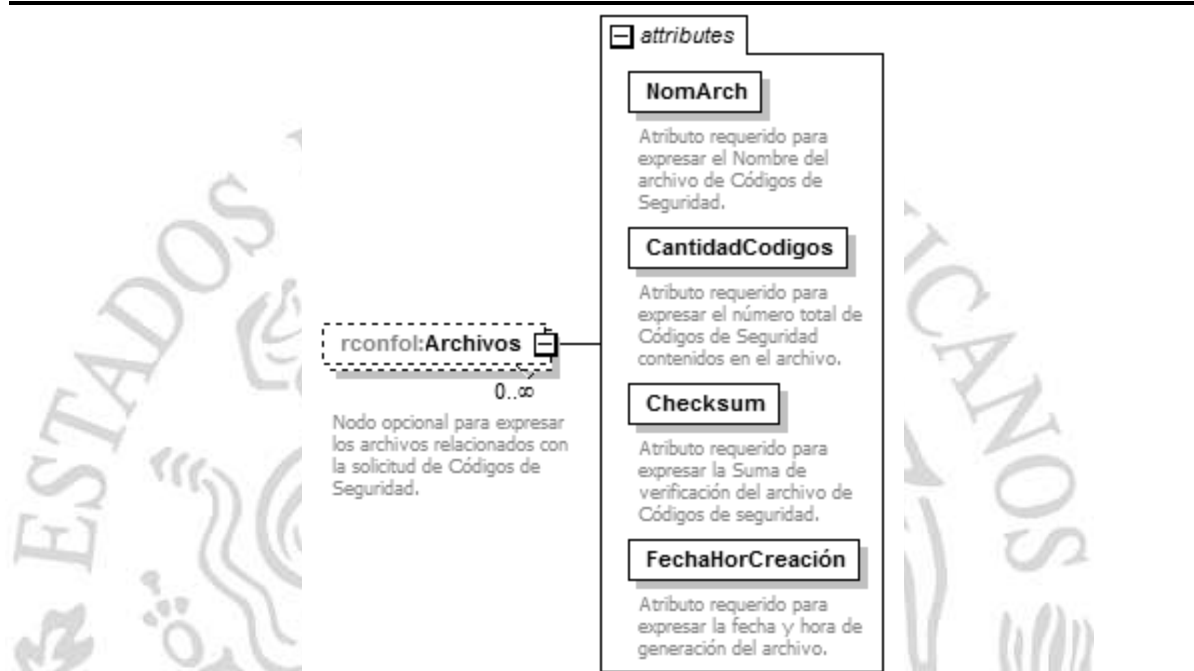 attributes
NomArch
Atributo requerido para
expresar el Nombre del
archivo de Códigos de
Seguridad.
CantidadCodigos
Atributo requerido para
expresar el número total de
Códigos de Seguridad
contenidos en el archivo.
rconfol:Archivos
0..∞
Nodo opcional para expresar
los archivos relacionados con
la solicitud de Códigos de
Seguridad.
Checksum
Atributo requerido para
expresar la Suma de
verificación del archivo de
Códigos de seguridad.
FechaHorCreación
Atributo requerido para
expresar la fecha y hora de
generación del archivo.
ESTADOS
ICANOS